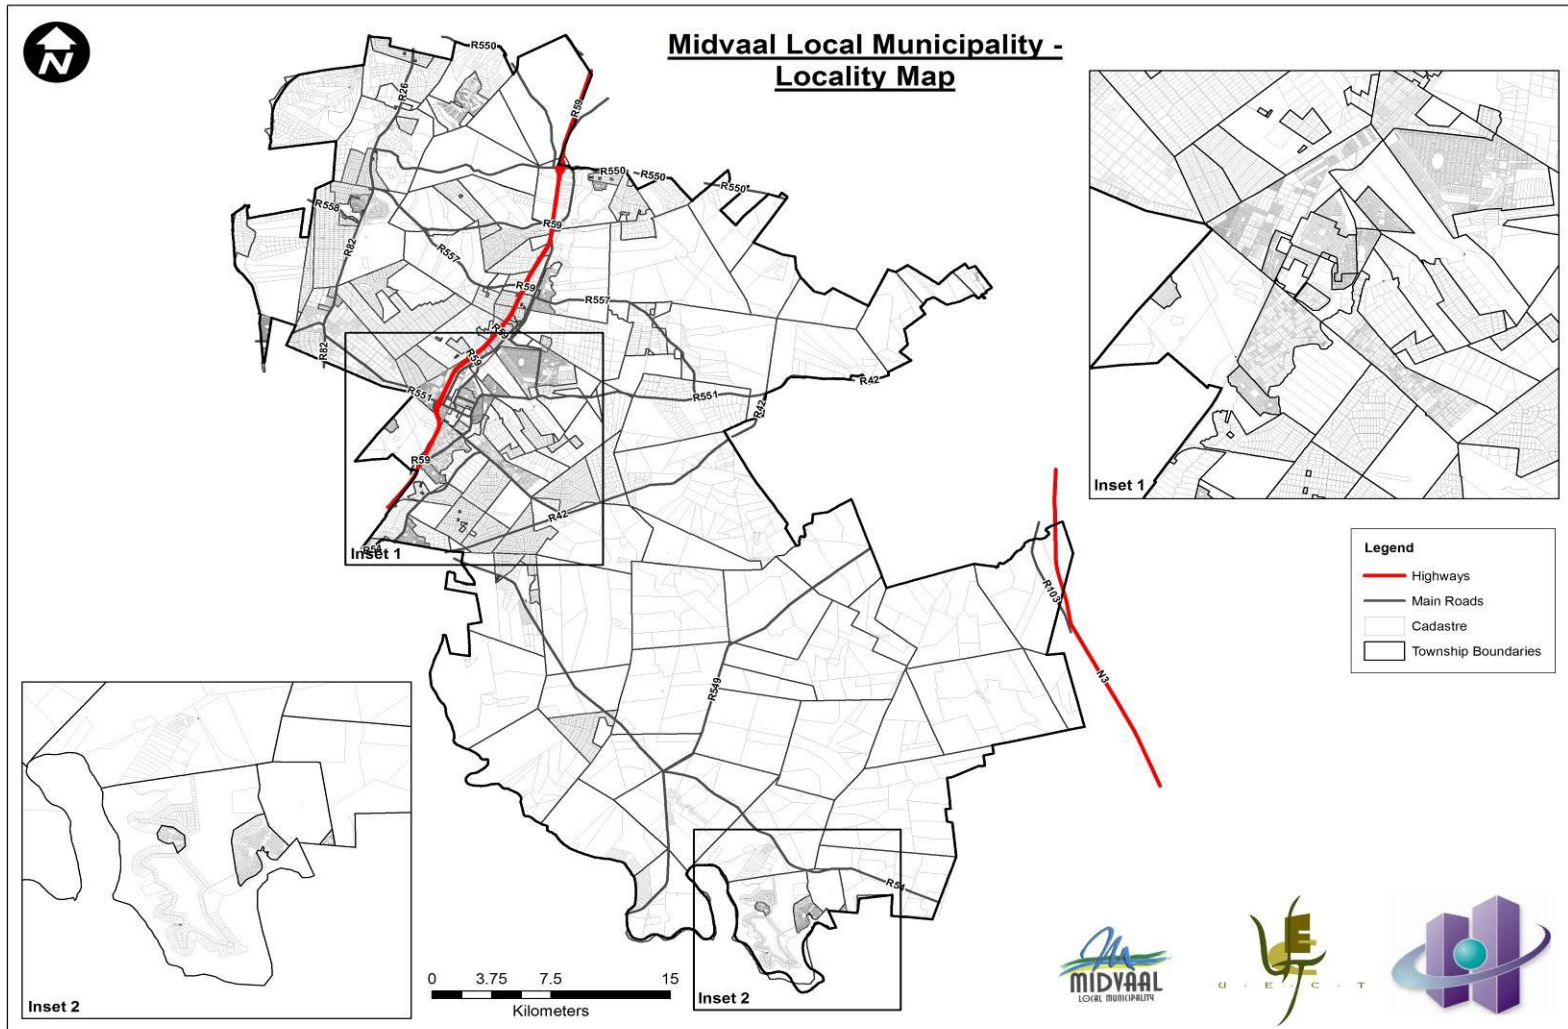 Midvaal Local Municipality -
Locality Map
N
R550
R26
R59
R550
R550
R550
R558
R59
R82
R557
R59
R557
R59
R82
R59
R42
R551
R551
R42
R59
R42
R54
Inset 1
Inset 1
R103
N3
R549
R54
Legend
Highways
Main Roads
Cadastre
Township Boundaries
Inset 2
Inset 2
0 3.75 7.5 15
Kilometers
MIDVAAL
LOCAL MUNICIPALITY
U . E . C . T